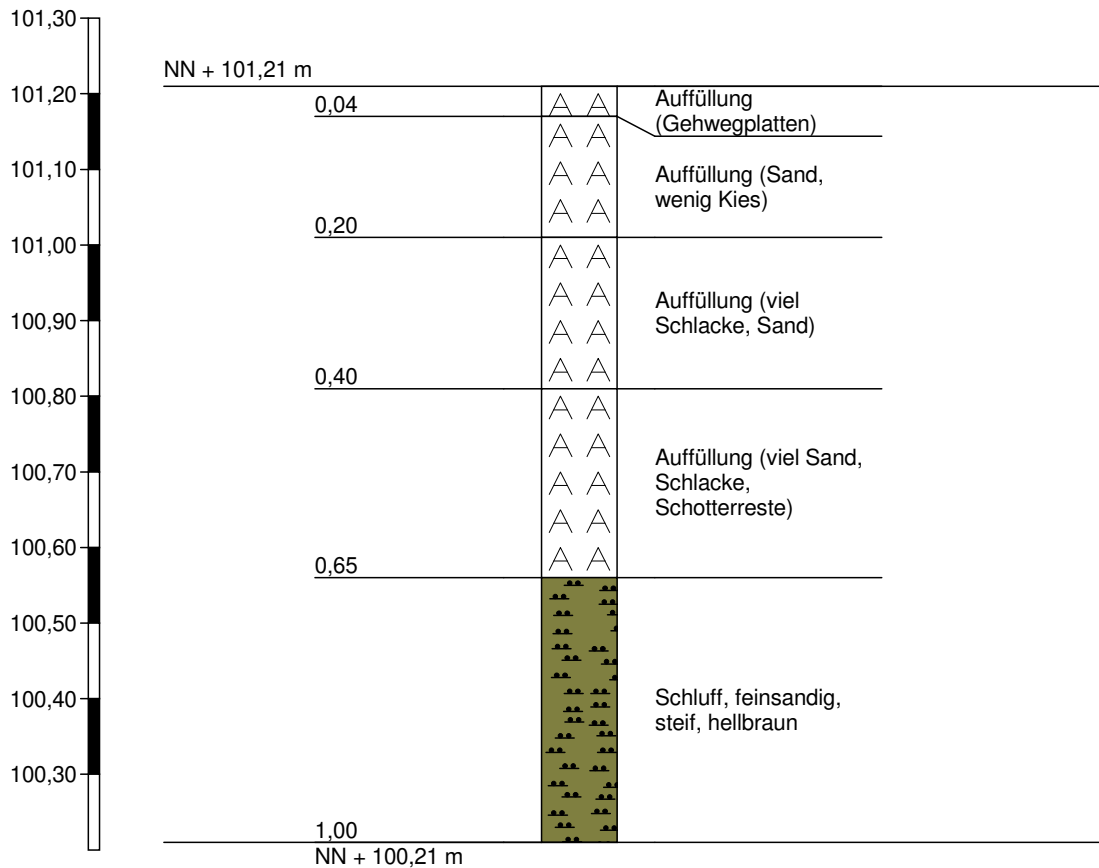 101,30
NN + 101,21 m
101,20
0,04
Auffüllung
(Gehwegplatten)
101,10
Auffüllung (Sand,
wenig Kies)
0,20
101,00
100,90
Auffüllung (viel
Schlacke, Sand)
0,40
100,80
100,70
Auffüllung (viel Sand,
Schlacke,
Schotterreste)
100,60
0,65
100,50
100,40
Schluff, feinsandig,
steif, hellbraun
100,30
1,00
NN + 100,21 m